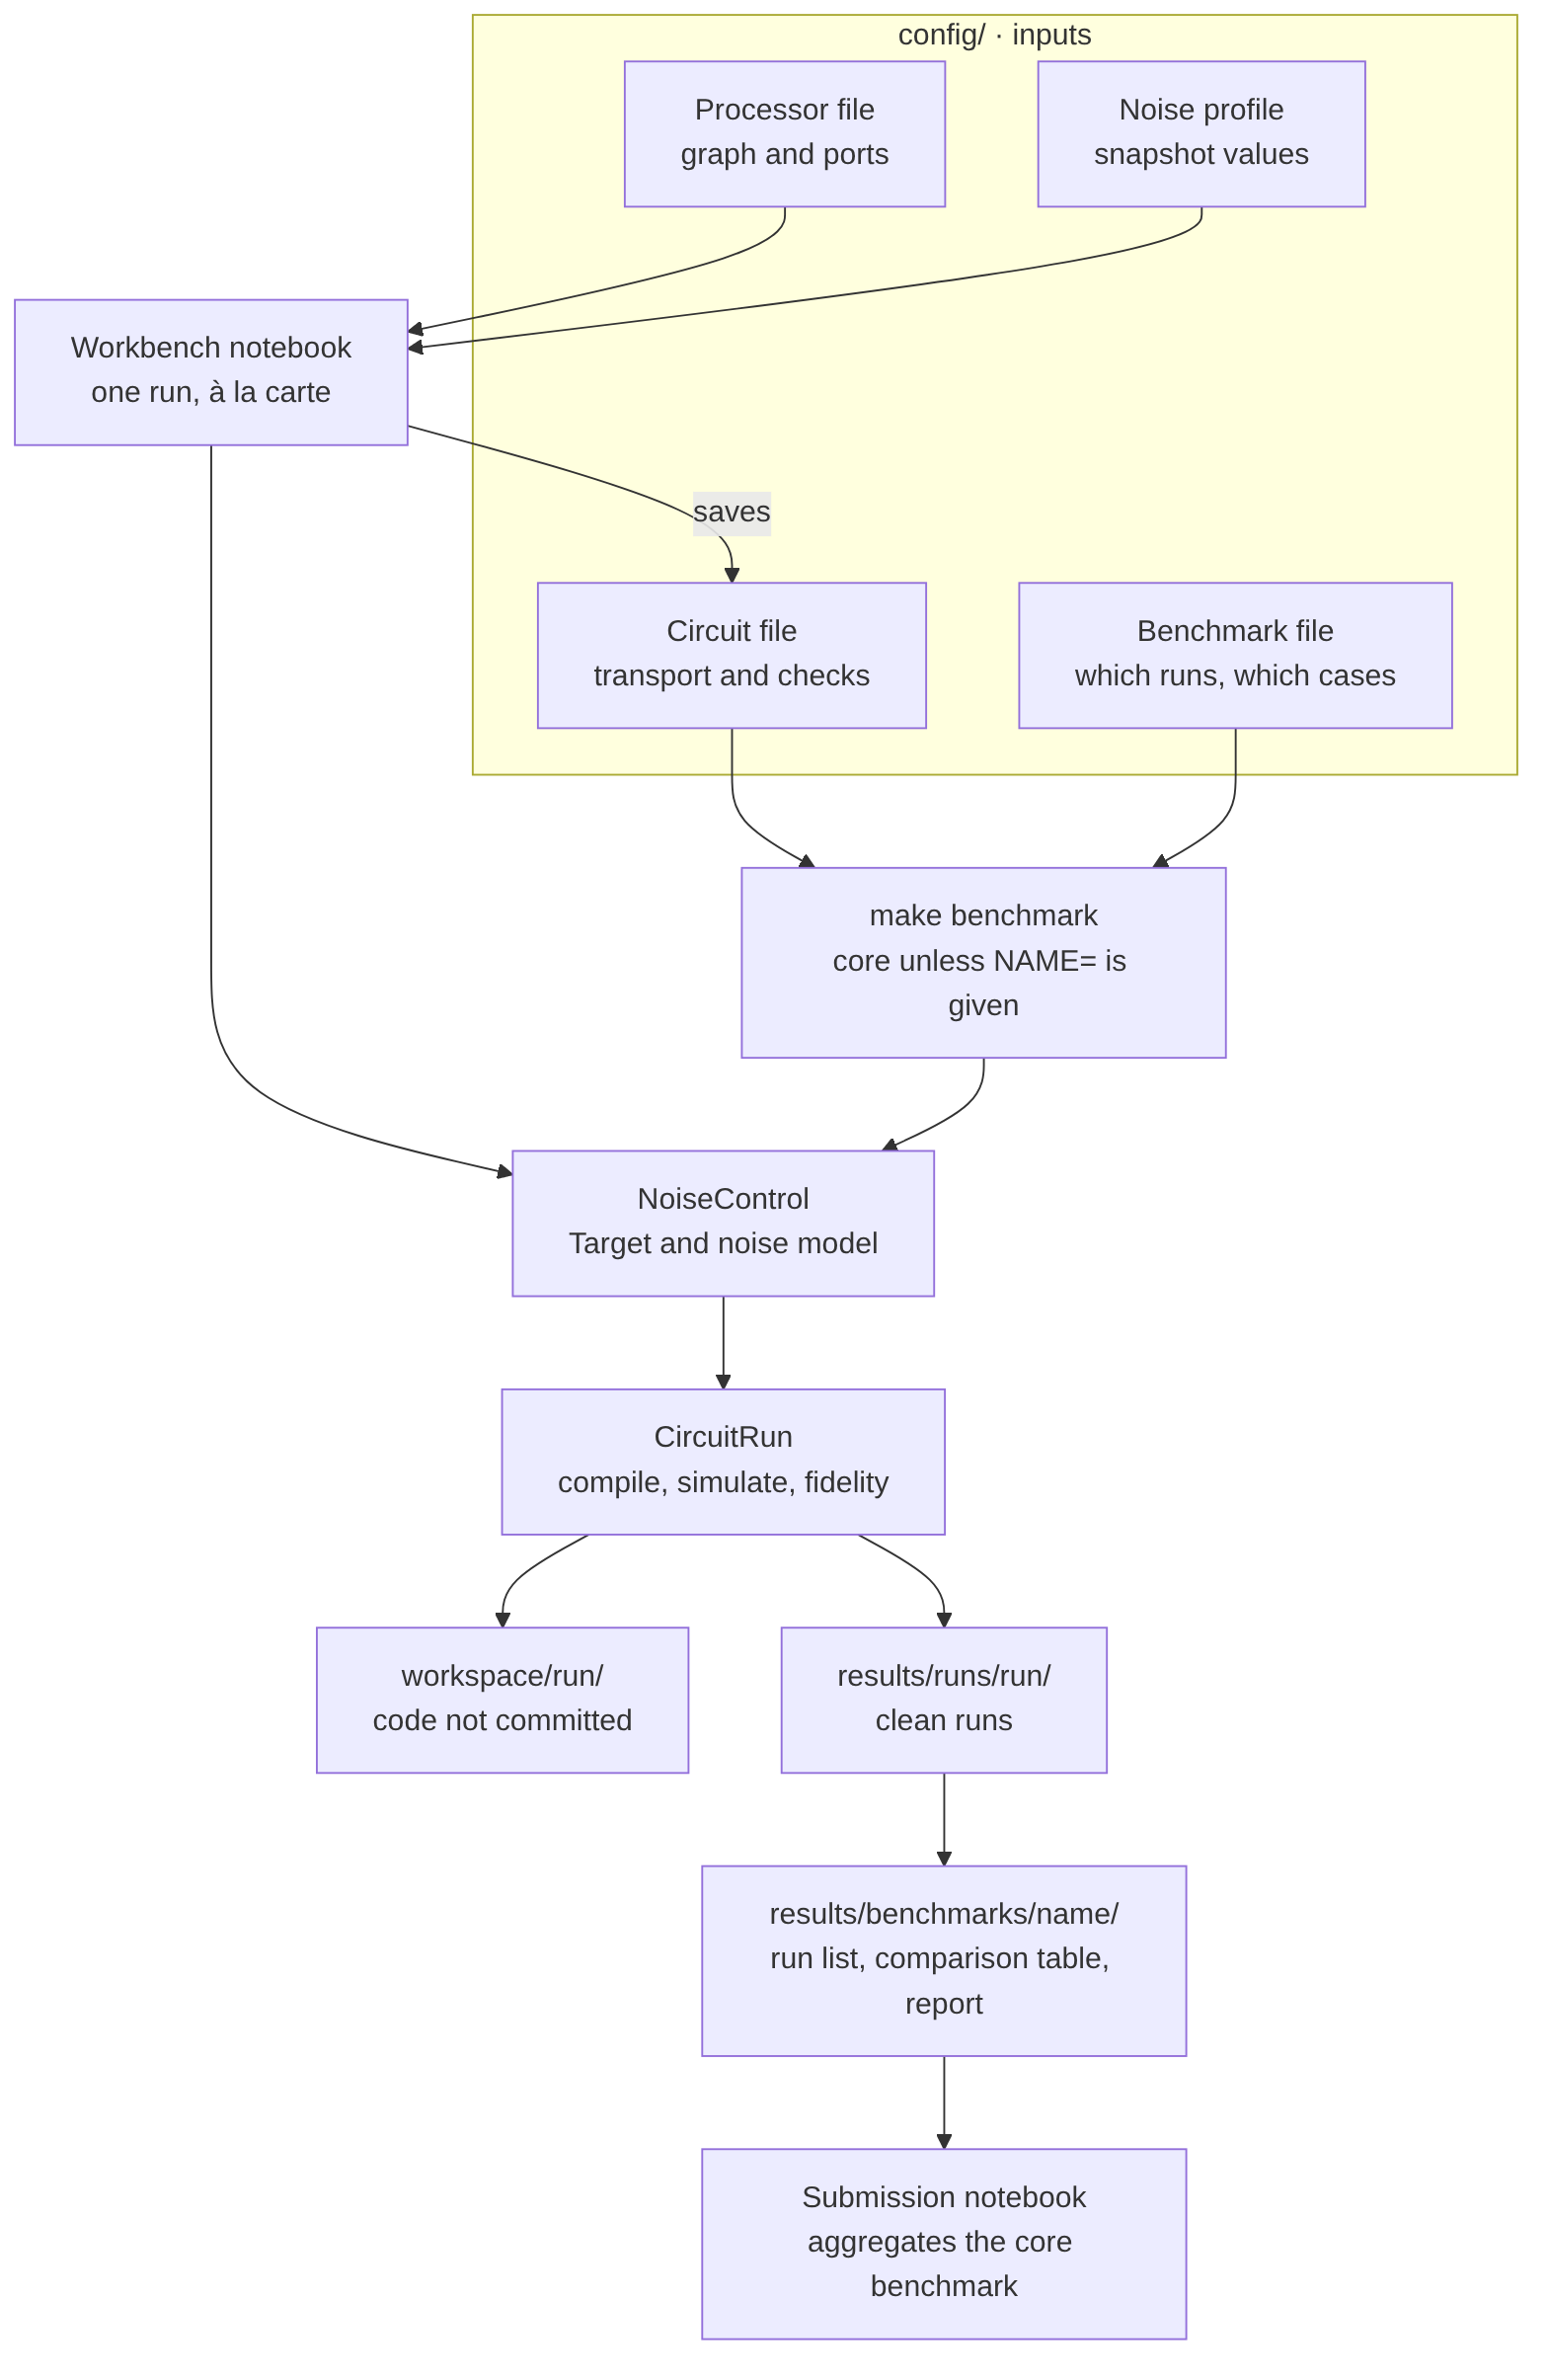 config/ · inputs
Processor file
graph and ports
Noise profile
snapshot values
Workbench notebook
one run, à la carte
saves
Circuit file
transport and checks
Benchmark file
which runs, which cases
make benchmark
core unless NAME= is
given
NoiseControl
Target and noise model
CircuitRun
compile, simulate, fidelity
workspace/run/
code not committed
results/runs/run/
clean runs
results/benchmarks/name/
run list, comparison table,
report
Submission notebook
aggregates the core
benchmark